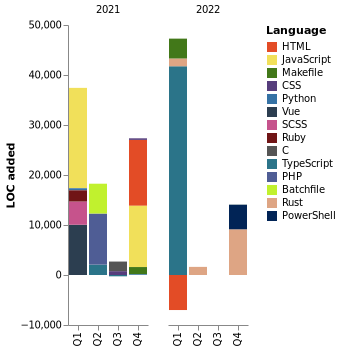 2021 2022
50,000
40,000
30,000
20,000
10,000
0
−10,000
LOC added
Q1 Q2 Q3 Q4 Q1 Q2 Q3 Q4
Language
HTML
JavaScript
Makefile
CSS
Python
Vue
SCSS
Ruby
C
TypeScript
PHP
Batchfile
Rust
PowerShell